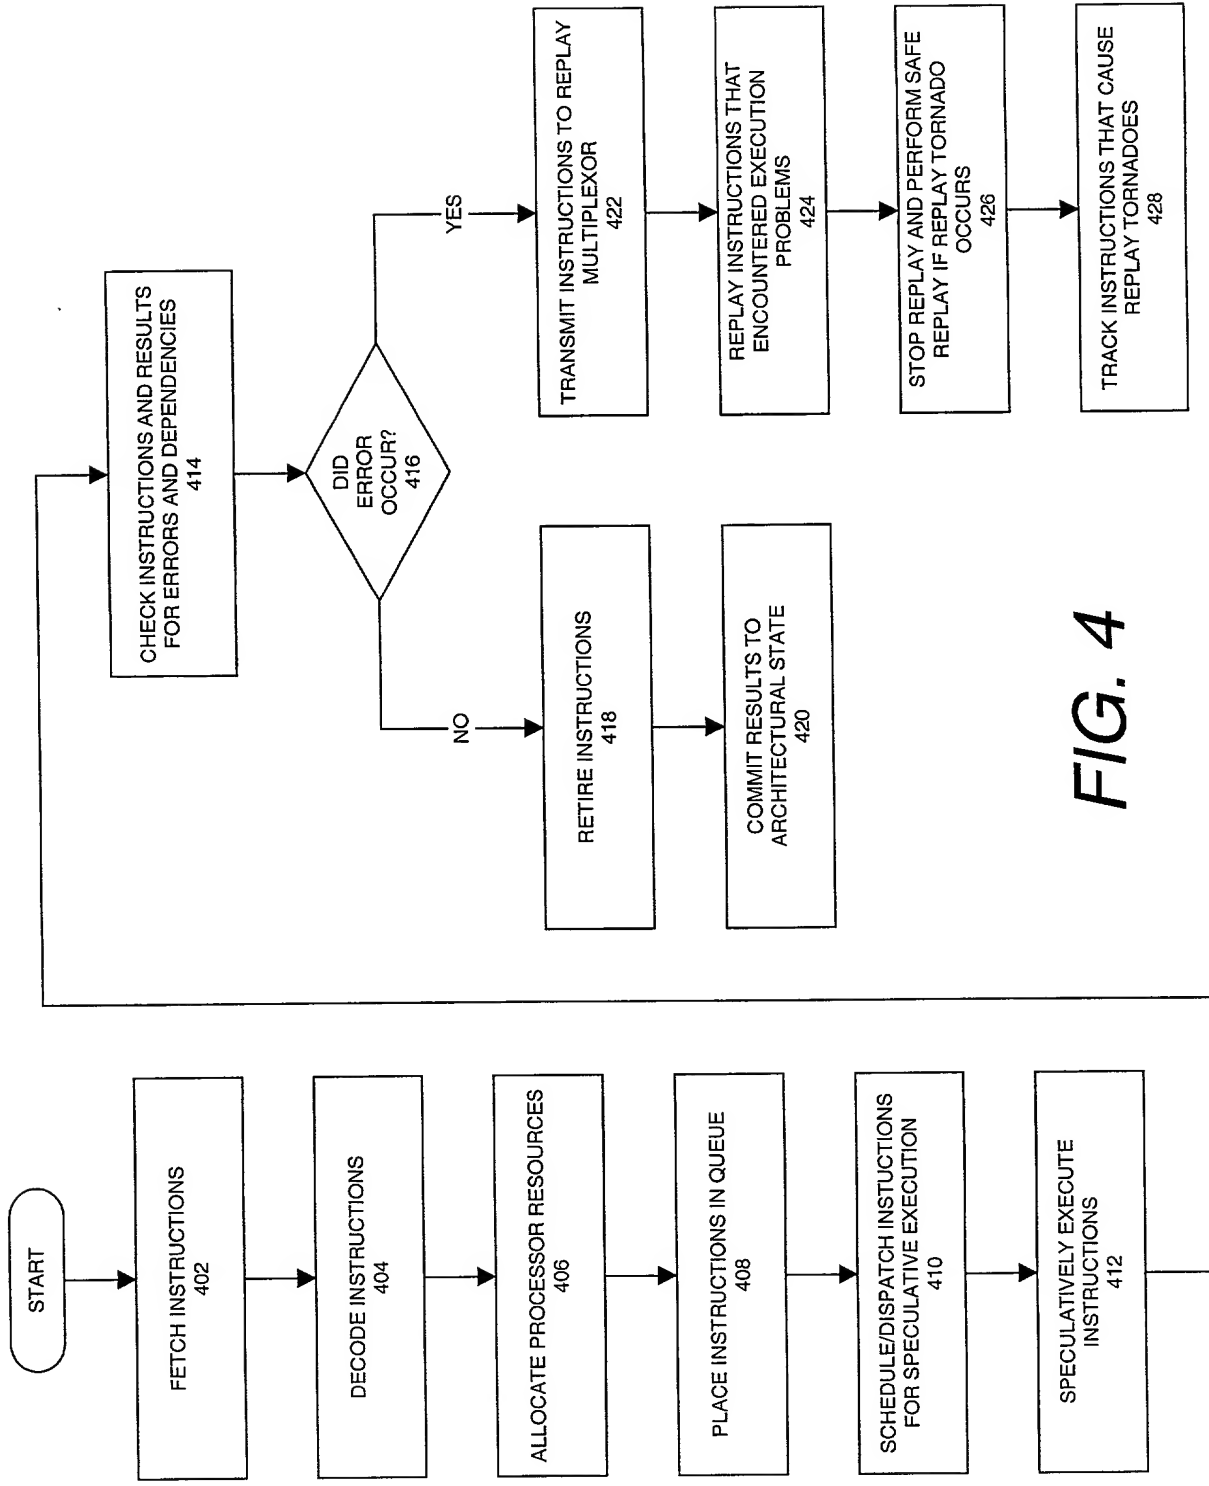 START
FETCH INSTRUCTIONS
402
DECODE INSTRUCTIONS
404
ALLOCATE PROCESSOR RESOURCES
406
PLACE INSTRUCTIONS IN QUEUE
408
SCHEDULE/DISPATCH INSTUCTIONS
FOR SPECULATIVE EXECUTION
410
SPECULATIVELY EXECUTE
INSTRUCTIONS
412
CHECK INSTRUCTIONS AND RESULTS
FOR ERRORS AND DEPENDENCIES
414
DID
ERROR
OCCUR?
416
NO
RETIRE INSTRUCTIONS
418
COMMIT RESULTS TO
ARCHITECTURAL STATE
420
YES
TRANSMIT INSTRUCTIONS TO REPLAY
MULTIPLEXOR
422
REPLAY INSTRUCTIONS THAT
ENCOUNTERED EXECUTION
PROBLEMS
424
STOP REPLAY AND PERFORM SAFE
REPLAY IF REPLAY TORNADO
OCCURS
426
TRACK INSTRUCTIONS THAT CAUSE
REPLAY TORNADOES
428
FIG. 4